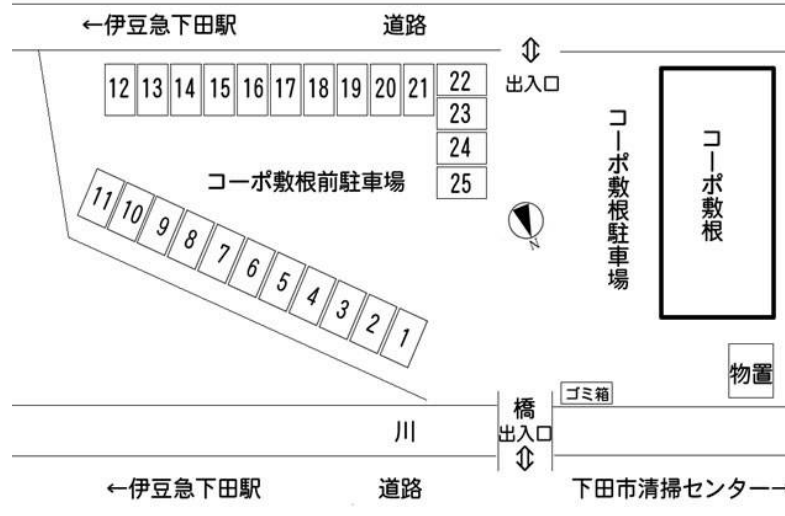 ←伊豆急下田駅
道路
出入口
12 13 14 15 16 17 18 19 20 21
22
23
24
25
コーポ敷根前駐車場
コーポ敷根駐車場
コーポ敷根
N
11 10 9 8 7 6 5 4 3 2 1
物置
ゴミ箱
橋
出入口
川
←伊豆急下田駅
道路
下田市清掃センター→